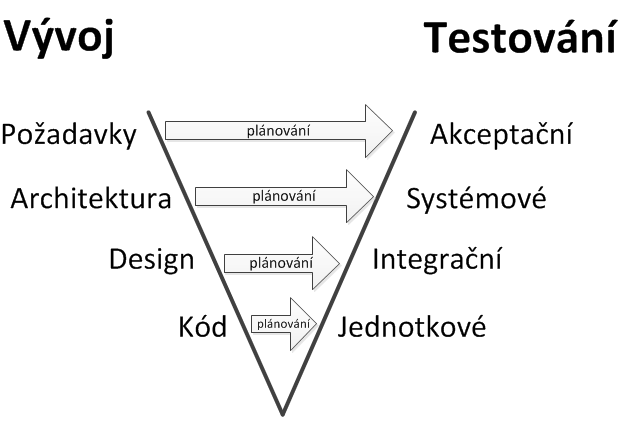 Vývoj Testování
Požadavky plánování Akceptační
Architektura plánování Systémové
Design plánování Integrační
Kód plánování Jednotkové